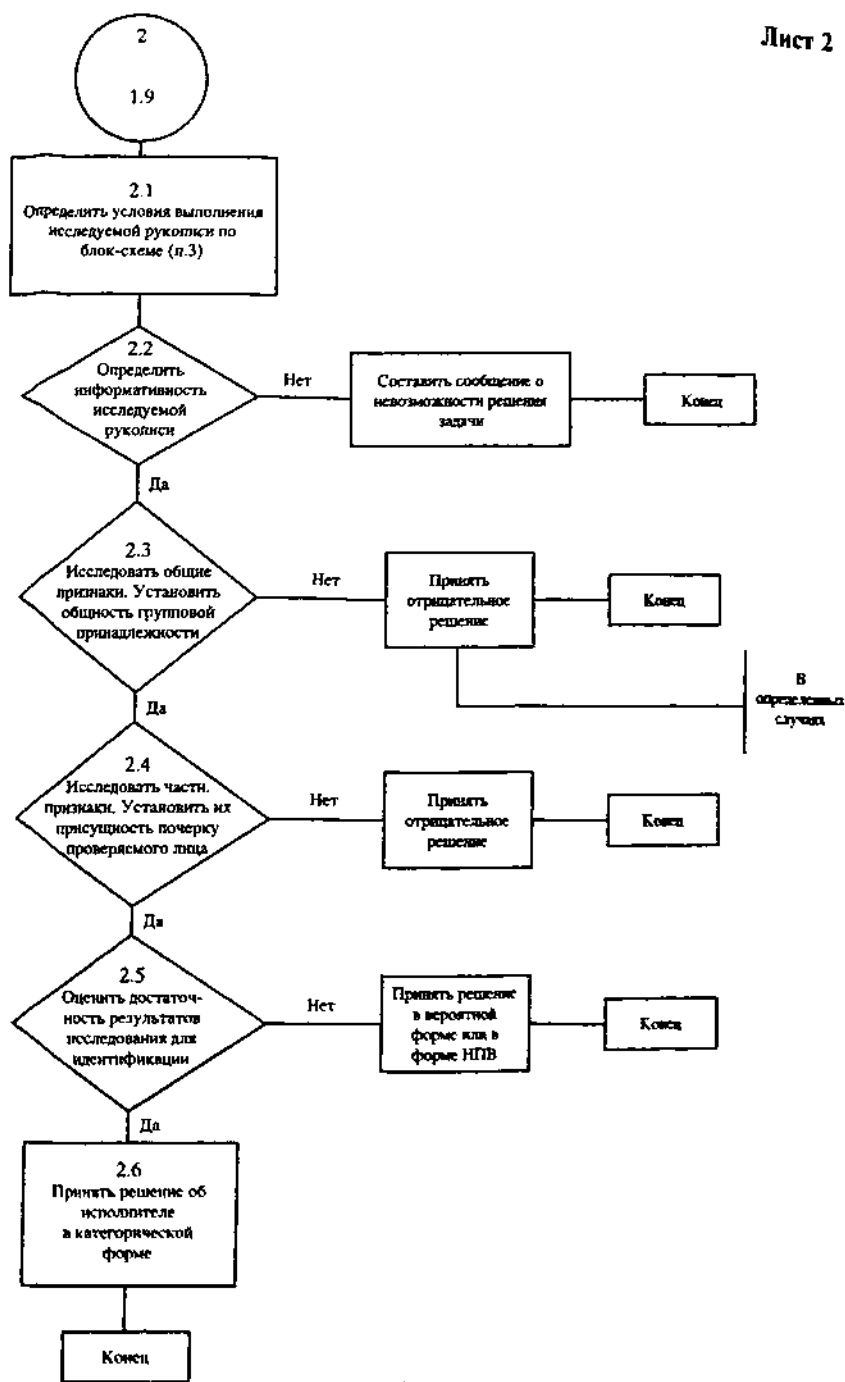 Лист 2
2
1.9
2.1
Определить условия выполнения
исследуемой рукописи по
блок-схеме (п.3)
2.2
Определить
информативность
исследуемой
рукописи
Нет
Составить сообщение о
невозможности решения
задачи
Конец
Да
2.3
Исследовать общие
признаки. Установить
общность групповой
принадлежности
Нет
Принять
отрицательное
решение
Конец
В
определенных
случаях
Да
2.4
Исследовать частн.
признаки. Установить их
присущность почерку
проверяемого лица
Нет
Принять
отрицательное
решение
Конец
Да
2.5
Оценить достаточ-
ность результатов
исследования для
идентификации
Нет
Принять решение
в вероятной
форме или в
форме НПВ
Конец
Да
2.6
Принять решение об
исполнителе
в категорической
форме
Конец